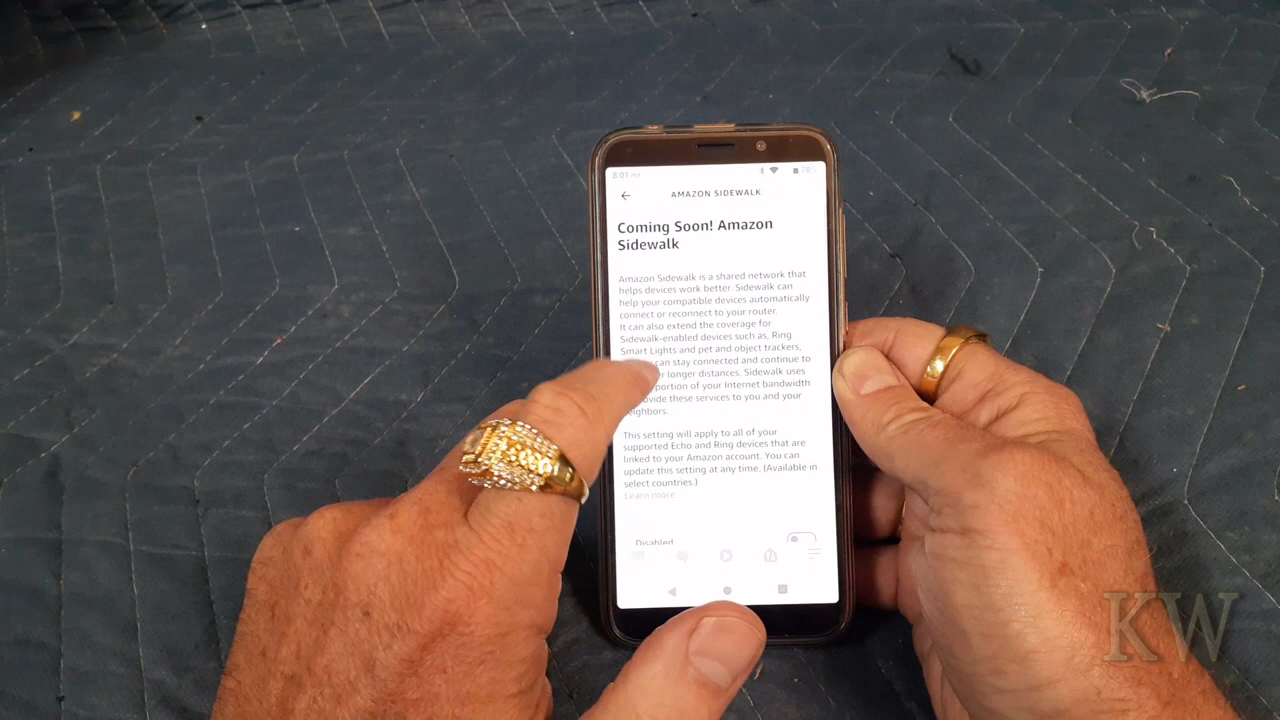 8:01 PM
78
AMAZON SIDEWALK
Coming Soon! Amazon
Sidewalk
Amazon Sidewalk is a shared network that
helps devices work better. Sidewalk can
help your compatible devices automatically
connect or reconnect to your router.
It can also extend the coverage for
Sidewalk-enabled devices such as, Ring
Smart Lights and pet and object trackers,
can stay connected and continue to
longer distances. Sidewalk uses
portion of your Internet bandwidth
these services to you and your
This setting will apply to all of your
supported Echo and Ring devices that are
linked to your Amazon account. You can
update this setting at any time. (Available in
select countries.)
Learn more
Disabled
KW